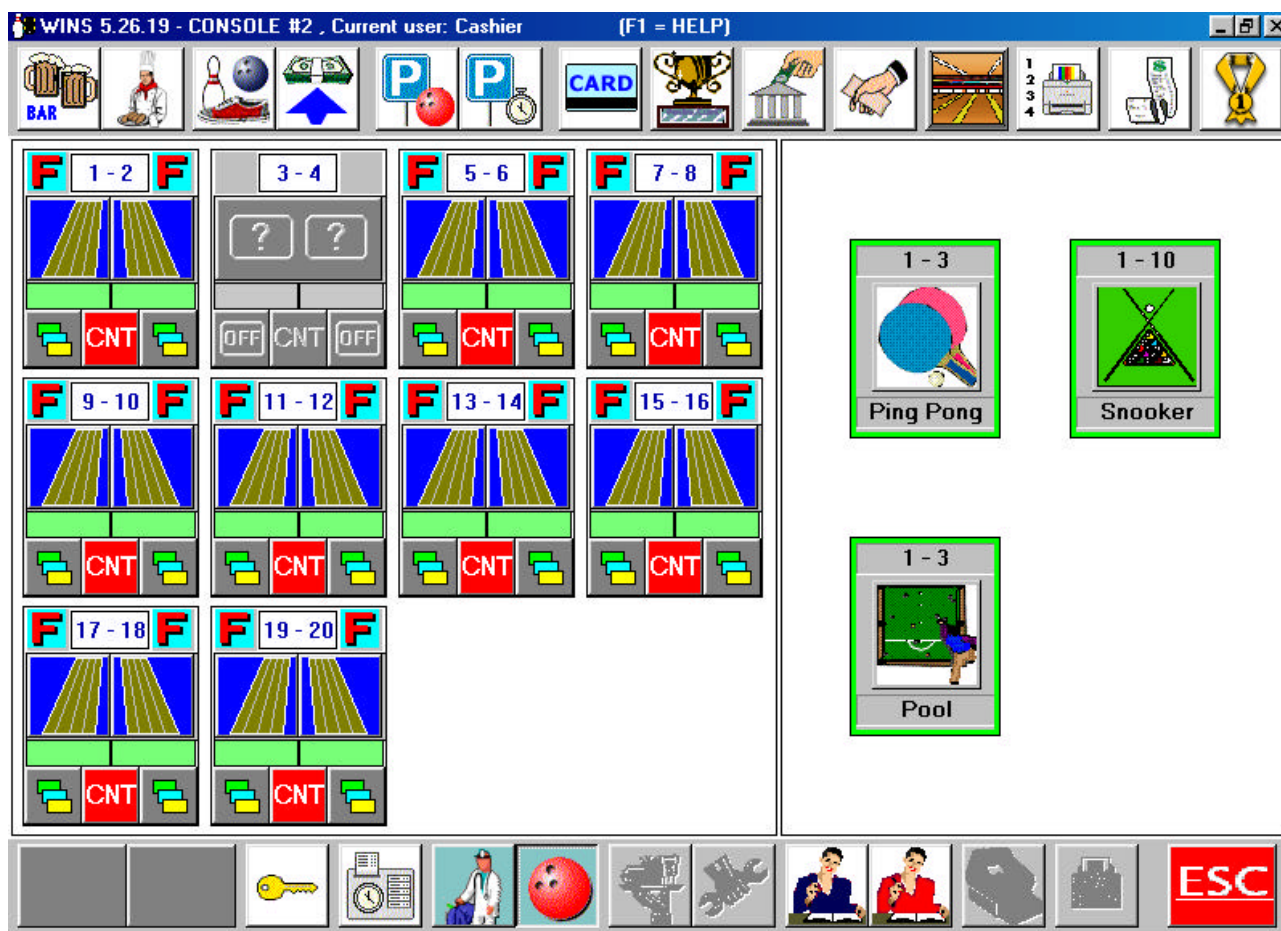 WINS 5.26.19 - CONSOLE #2 , Current user: Cashier (F1 = HELP)
BAR
P
P
CARD
1
2
3
4
$
1
F 1 - 2 F
3 - 4
F 5 - 6 F
F 7 - 8 F
? ?
CNT
OFF CNT OFF
CNT
CNT
F 9 - 10 F
F 11 - 12 F
F 13 - 14 F
F 15 - 16 F
CNT
CNT
CNT
CNT
F 17 - 18 F
F 19 - 20 F
CNT
CNT
1 - 3
Ping Pong
1 - 10
Snooker
1 - 3
Pool
ESC